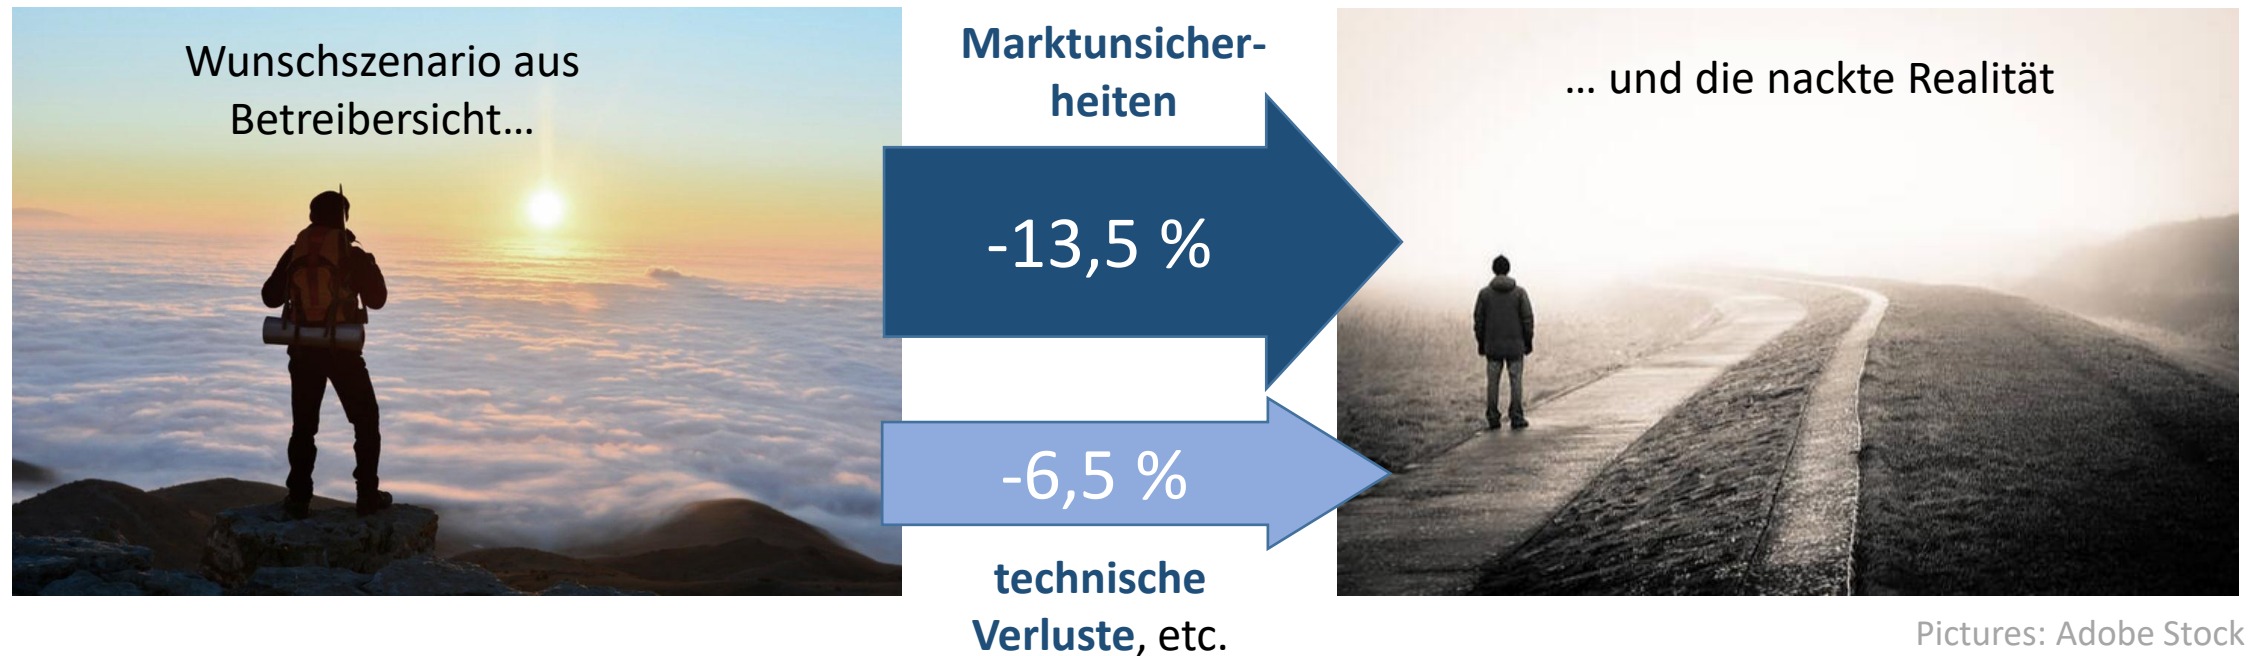 Wunschszenario aus
Betreibersicht…
Marktunsicher-
heiten
-13,5 %
-6,5 %
technische
Verluste, etc.
… und die nackte Realität
Pictures: Adobe Stock